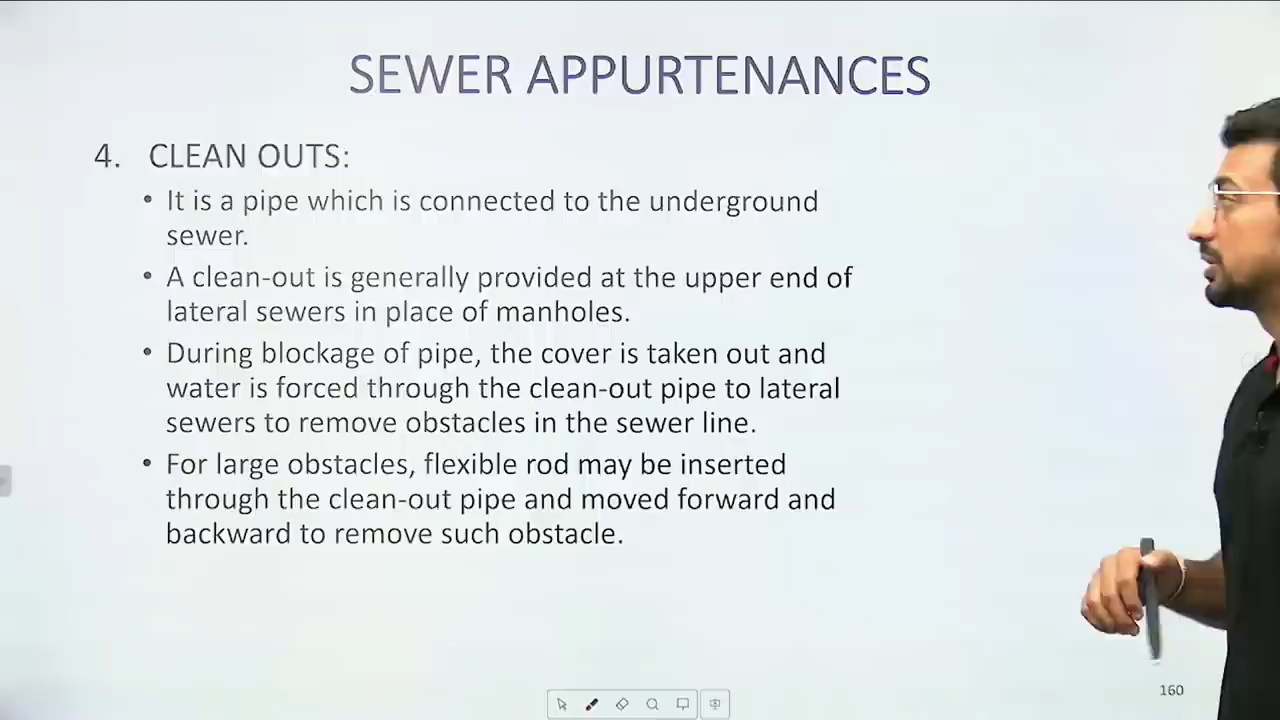 SEWER APPURTENANCES
4. CLEAN OUTS:
• It is a pipe which is connected to the underground
sewer.
• A clean-out is generally provided at the upper end of
lateral sewers in place of manholes.
• During blockage of pipe, the cover is taken out and
water is forced through the clean-out pipe to lateral
sewers to remove obstacles in the sewer line.
• For large obstacles, flexible rod may be inserted
through the clean-out pipe and moved forward and
backward to remove such obstacle.
160